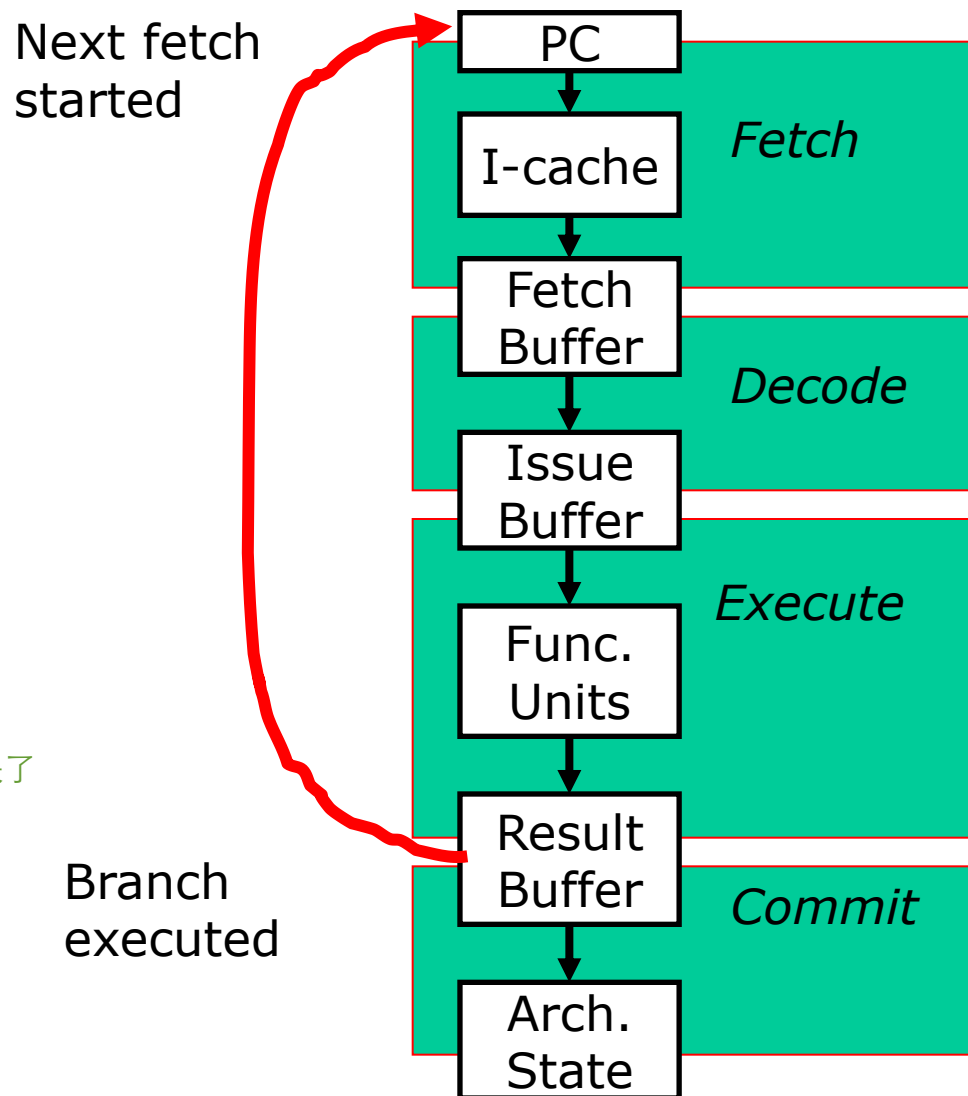 Next fetch
started
PC
Fetch
I-cache
Fetch
Buffer
Decode
Issue
Buffer
Execute
Func.
Units
了
Result
Buffer
Branch
executed
Commit
Arch.
State